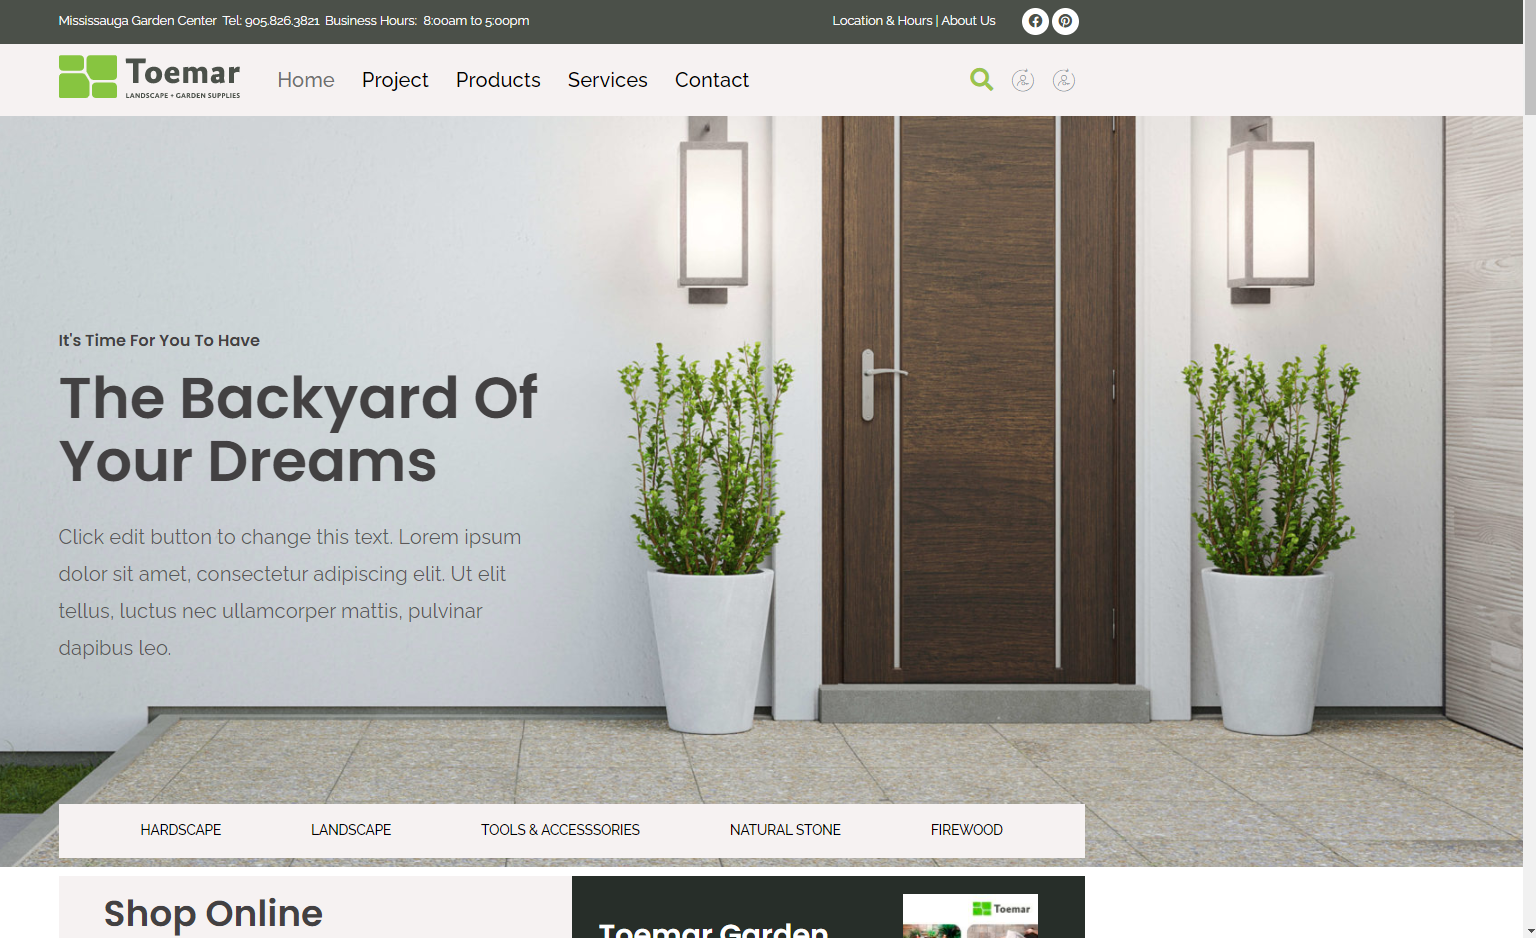 Mississauga Garden Center Tel: 905.826.3821 Business Hours: 8:00am to 5:00pm
Location & Hours | About Us
Toemar
LANDSCAPE + GARDEN SUPPLIES
Home Project Products Services Contact
It's Time For You To Have
The Backyard Of
Your Dreams
Click edit button to change this text. Lorem ipsum
dolor sit amet, consectetur adipiscing elit. Ut elit
tellus, luctus nec ullamcorper mattis, pulvinar
dapibus leo.
HARDSCAPE LANDSCAPE TOOLS & ACCESSSORIES NATURAL STONE FIREWOOD
Shop Online
Toemar Garden
Toemar